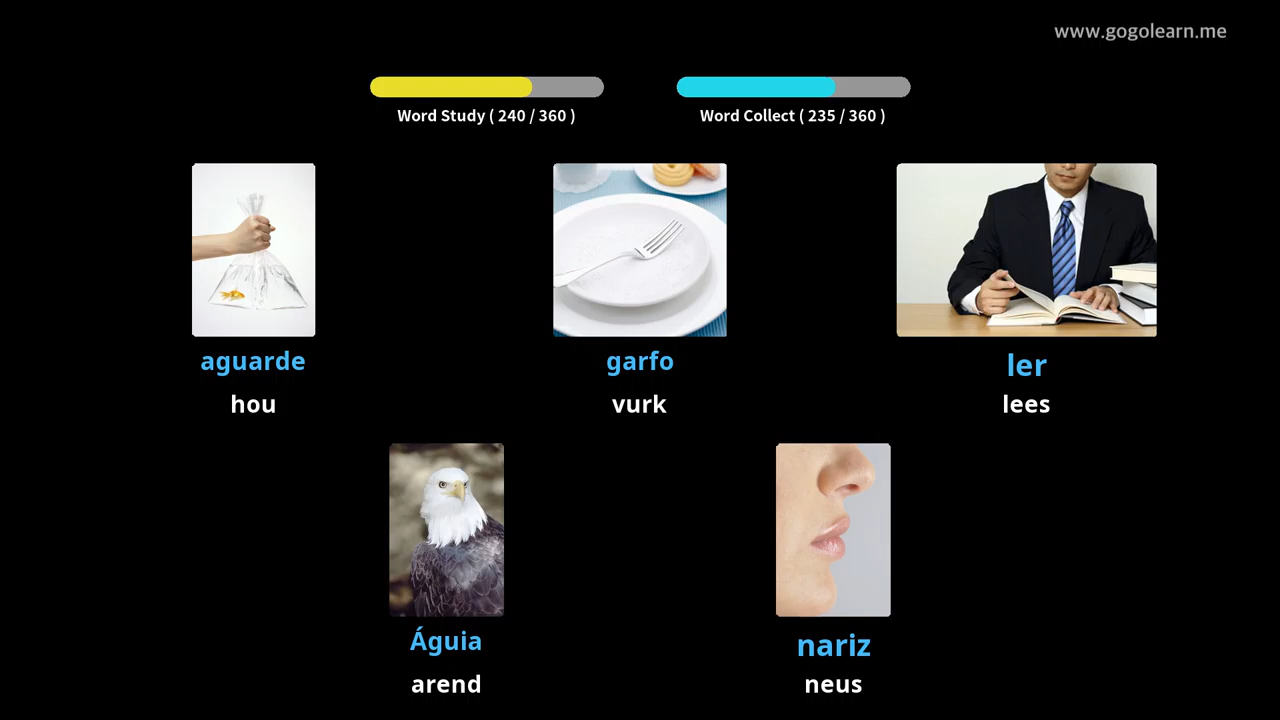 www.gogolearn.me
Word Study ( 240 / 360 )
Word Collect ( 235 / 360 )
aguarde
hou
garfo
vurk
ler
lees
Águia
arend
nariz
neus